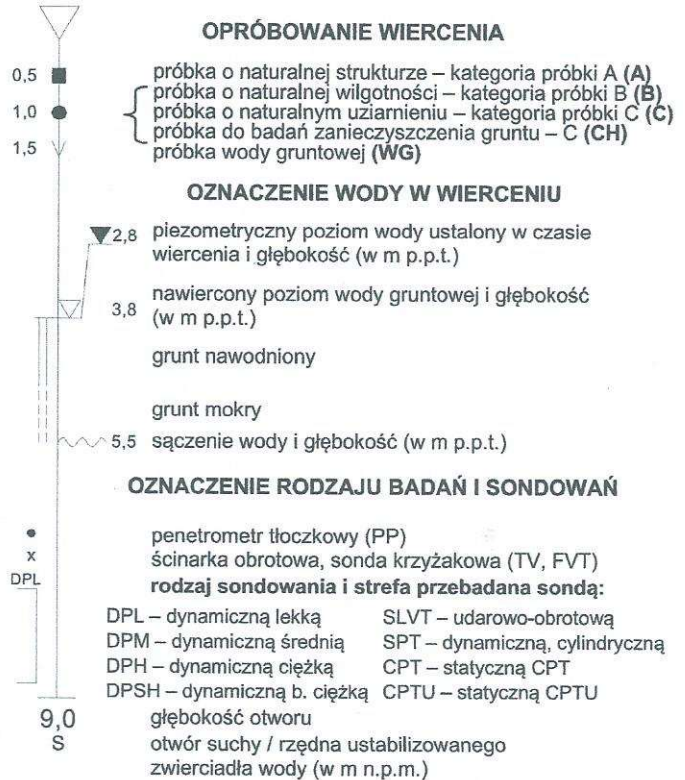 OPRÓBOWANIE WIERCENIA
0,5 próbka o naturalnej strukturze – kategoria próbki A (A)
próbka o naturalnej wilgotności – kategoria próbki B (B)
1,0 próbka o naturalnym uziarnieniu – kategoria próbki C (C)
próbka do badań zanieczyszczenia gruntu – C (CH)
1,5 próbka wody gruntowej (WG)
OZNACZENIE WODY W WIERCENIU
2,8 piezometryczny poziom wody ustalony w czasie
wiercenia i głębokość (w m p.p.t.)
3,8 nawiercony poziom wody gruntowej i głębokość
(w m p.p.t.)
grunt nawodniony
grunt mokry
5,5 sączenie wody i głębokość (w m p.p.t.)
OZNACZENIE RODZAJU BADAŃ I SONDOWAŃ
penetrometr tłoczkowy (PP)
x ścinarka obrotowa, sonda krzyżakowa (TV, FVT)
DPL rodzaj sondowania i strefa przebadana sondą:
DPL – dynamiczną lekką SLVT – udarowo-obrotową
DPM – dynamiczną średnią SPT – dynamiczną, cylindryczną
DPH – dynamiczną ciężką CPT – statyczną CPT
DPSH – dynamiczną b. ciężką CPTU – statyczną CPTU
9,0 głębokość otworu
S otwór suchy / rzędna ustabilizowanego
zwierciadła wody (w m n.p.m.)